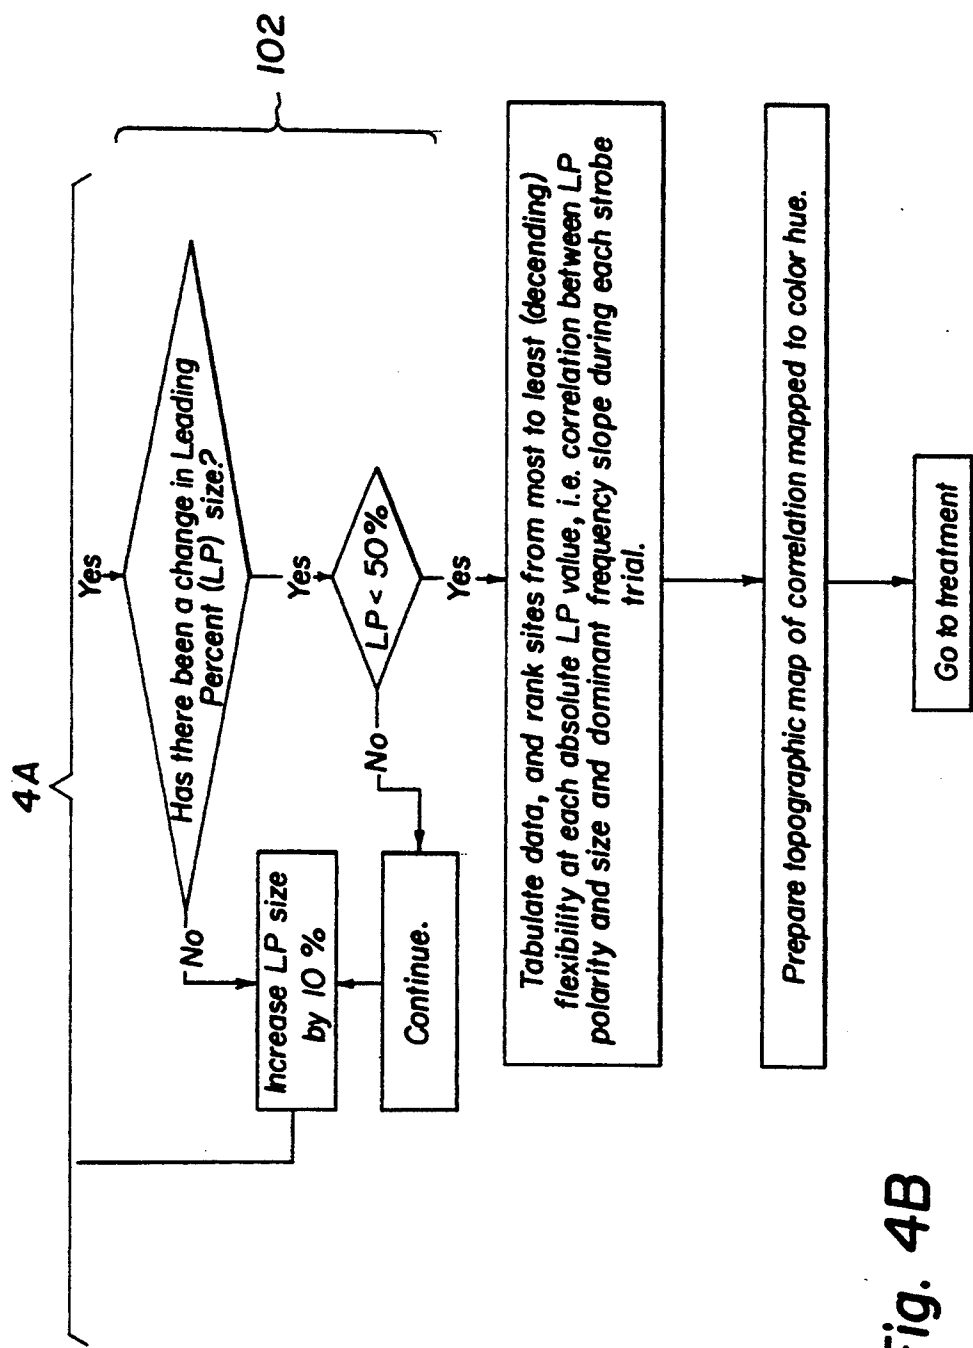 4A
102
Yes
Has there been a change in Leading
Percent (LP) size?
No
Yes
Increase LP size
by 10 %
LP < 50%
No
Yes
Continue.
Tabulate data, and rank sites from most to least (decending)
flexibility at each absolute LP value, i.e. correlation between LP
polarity and size and dominant frequency slope during each strobe
trial.
Prepare topographic map of correlation mapped to color hue.
Go to treatment
Fig. 4B